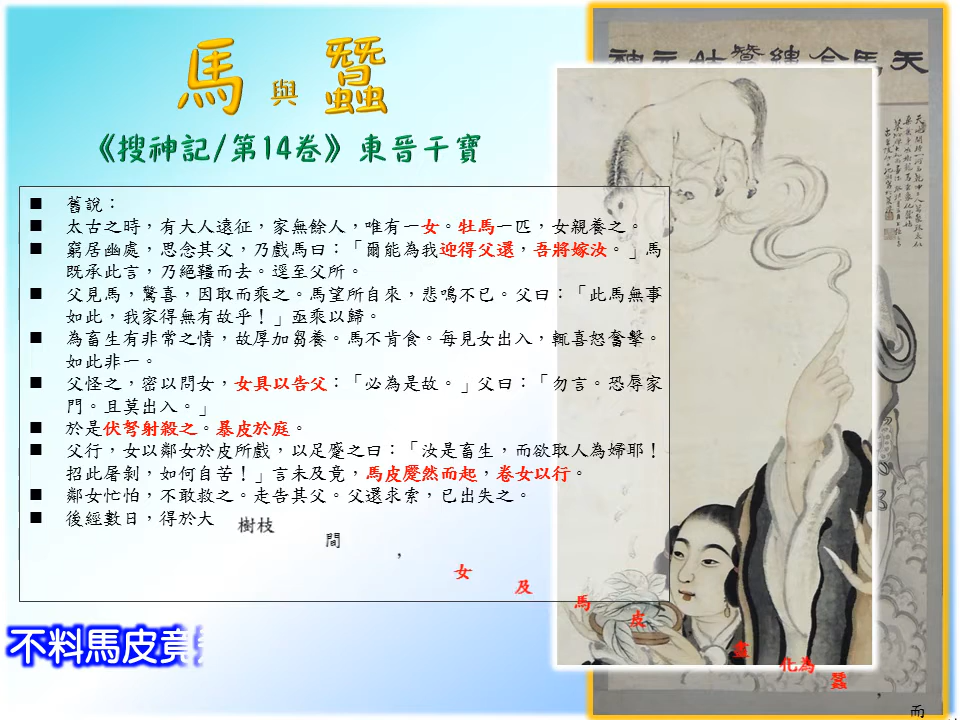 天馬
神
馬與蠶
《搜神記/第14卷》東晉干寶
舊說：
太古之時，有大人遠征，家無餘人，唯有一女。牡馬一匹，女親養之。
窮居幽處，思念其父，乃戲馬曰：「爾能為我迎得父還，吾將嫁汝。」馬
既承此言，乃絕韁而去。逕至父所。
父見馬，驚喜，因取而乘之。馬望所自來，悲鳴不已。父曰：「此馬無事
如此，我家得無有故乎！」亟乘以歸。
為畜生有非常之情，故厚加芻養。馬不肯食。每見女出入，輒喜怒奮擊。
如此非一。
父怪之，密以問女，女具以告父：「必為是故。」父曰：「勿言。恐辱家
門。且莫出入。」
於是伏弩射殺之。暴皮於庭。
父行，女以鄰女於皮所戲，以足蹙之曰：「汝是畜生，而欲取人為婦耶！
招此屠剝，如何自苦！」言未及竟，馬皮蹷然而起，卷女以行。
鄰女忙怕，不敢救之。走告其父。父還求索，已出失之。
後經數日，得於大
樹枝
間
，
女
及
馬
皮
盡
化為
蠶
，
而
不料馬皮竟